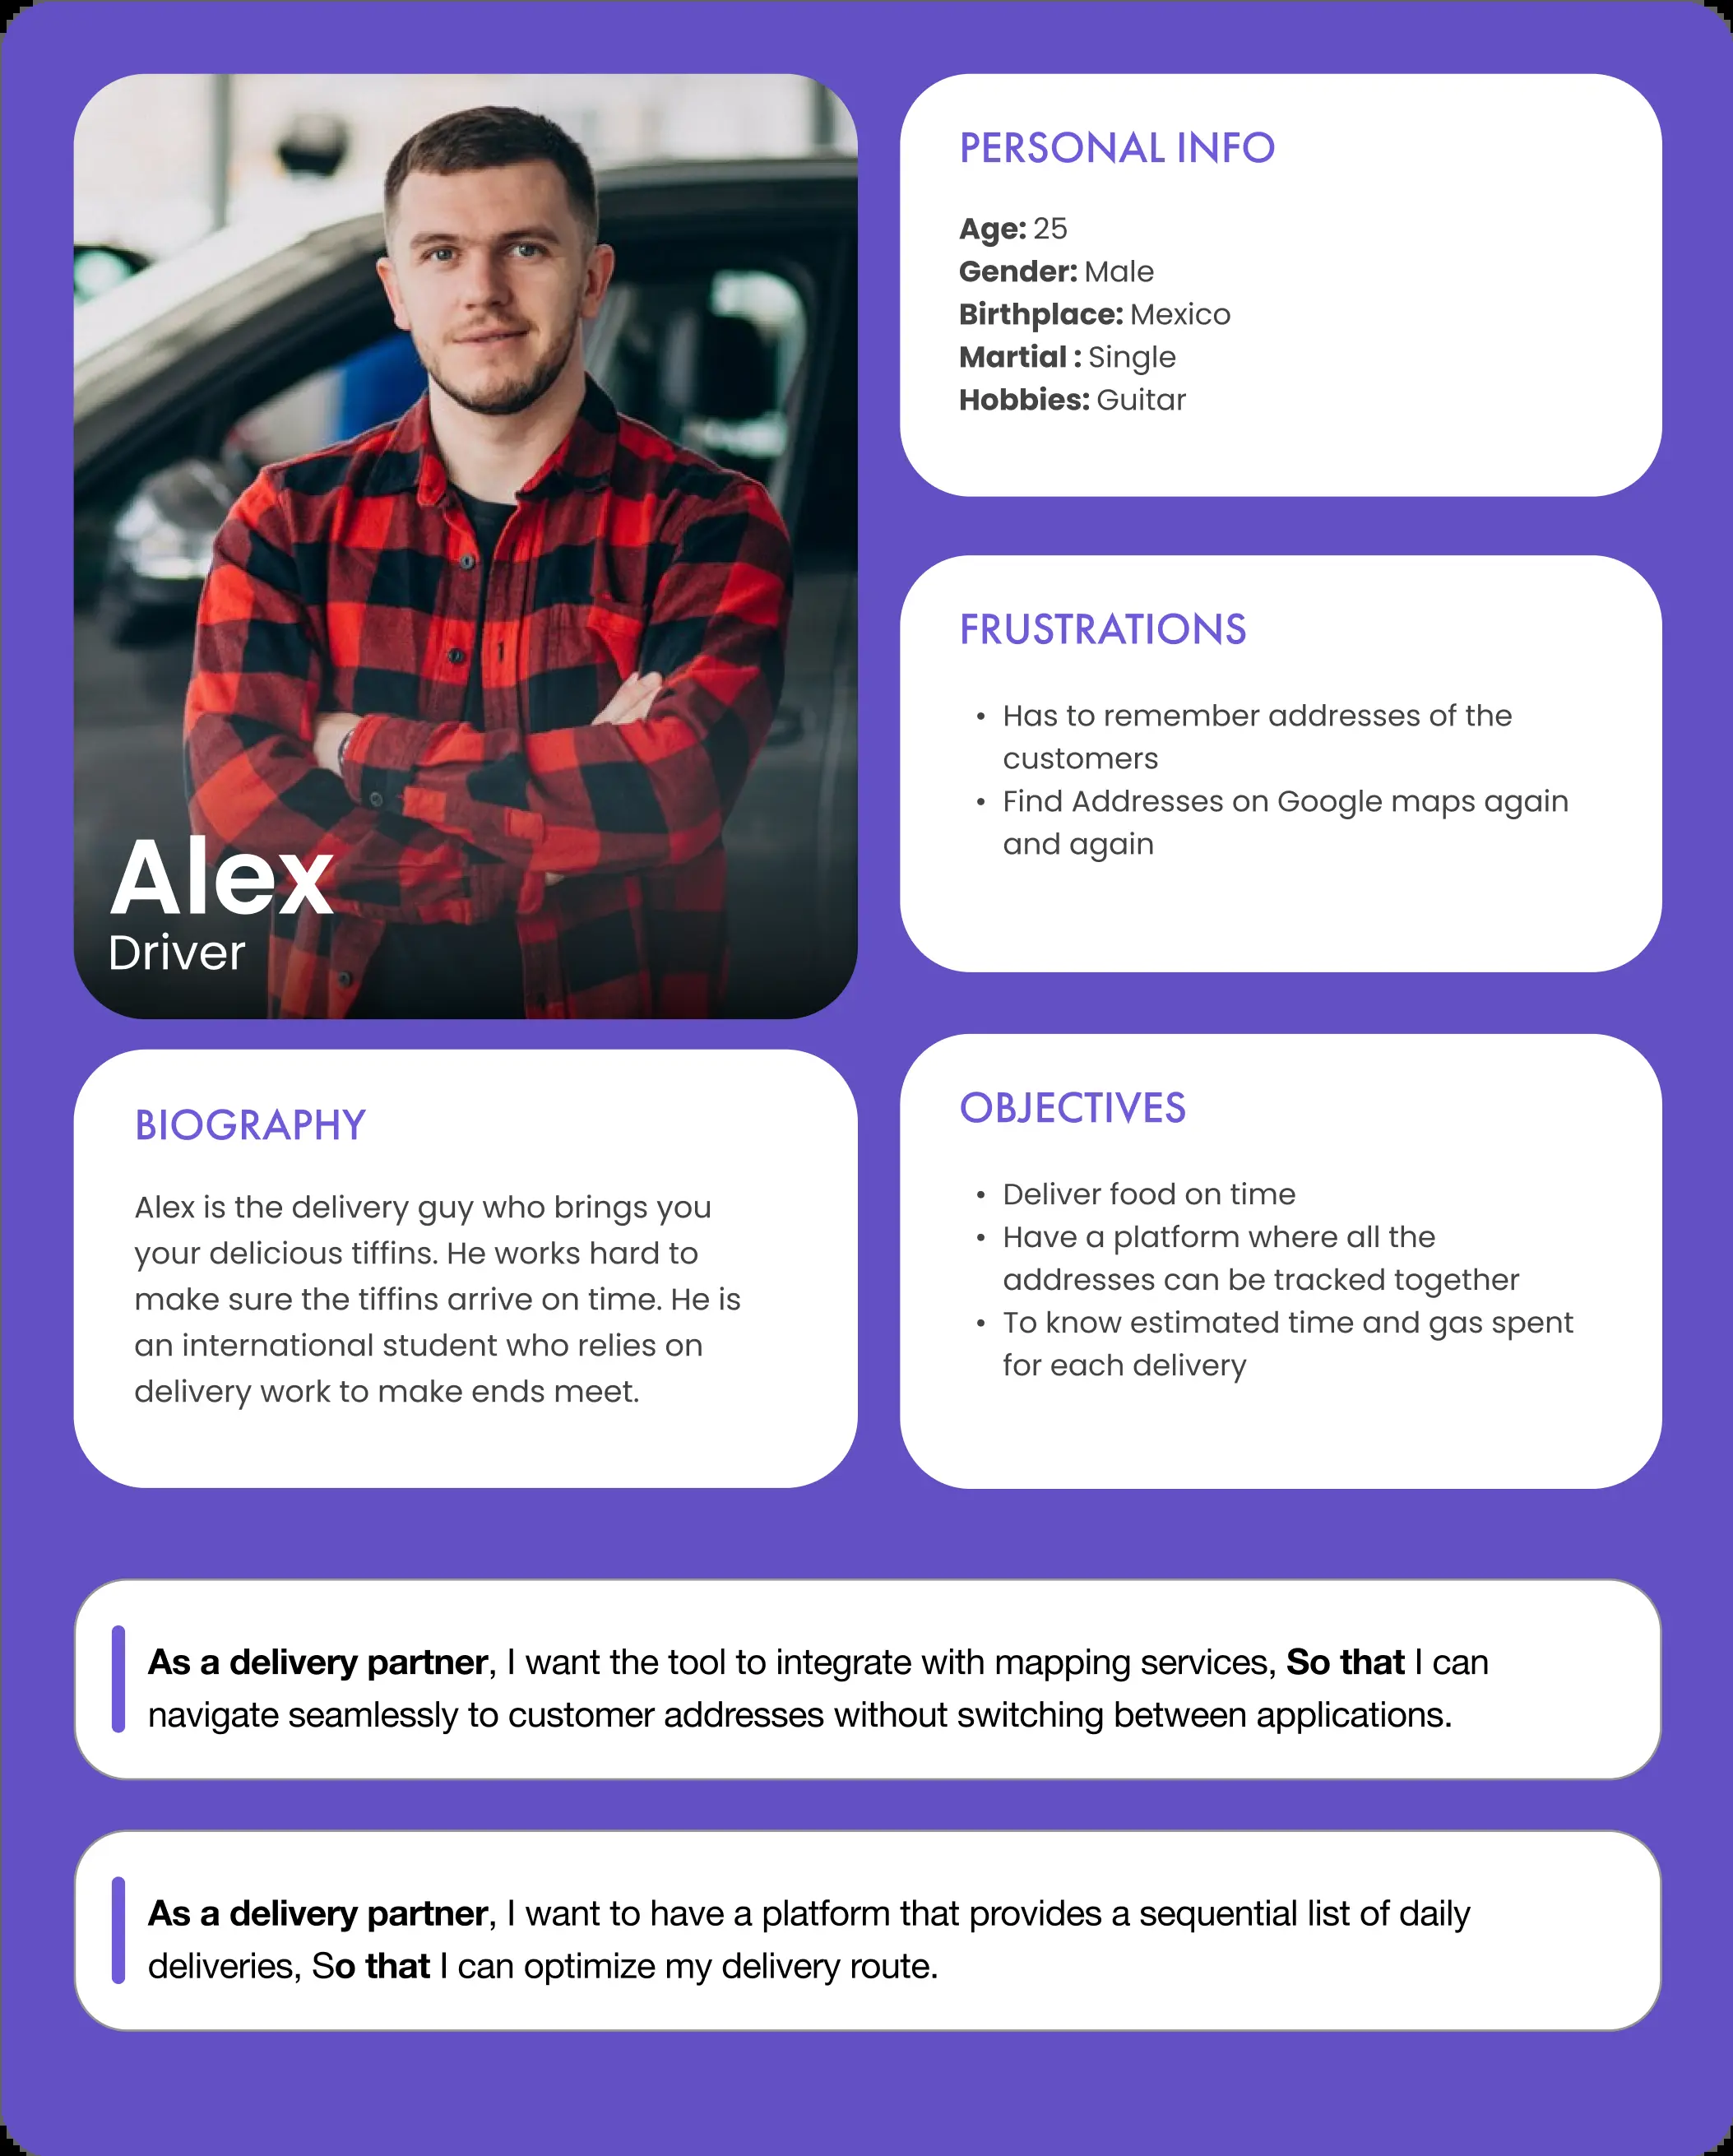 Alex
Driver
PERSONAL INFO
Age: 25
Gender: Male
Birthplace: Mexico
Martial : Single
Hobbies: Guitar
FRUSTRATIONS
• Has to remember addresses of the
customers
• Find Addresses on Google maps again
and again
BIOGRAPHY
Alex is the delivery guy who brings you
your delicious tiffins. He works hard to
make sure the tiffins arrive on time. He is
an international student who relies on
delivery work to make ends meet.
OBJECTIVES
• Deliver food on time
• Have a platform where all the
addresses can be tracked together
• To know estimated time and gas spent
for each delivery
As a delivery partner, I want the tool to integrate with mapping services, So that I can
navigate seamlessly to customer addresses without switching between applications.
As a delivery partner, I want to have a platform that provides a sequential list of daily
deliveries, So that I can optimize my delivery route.